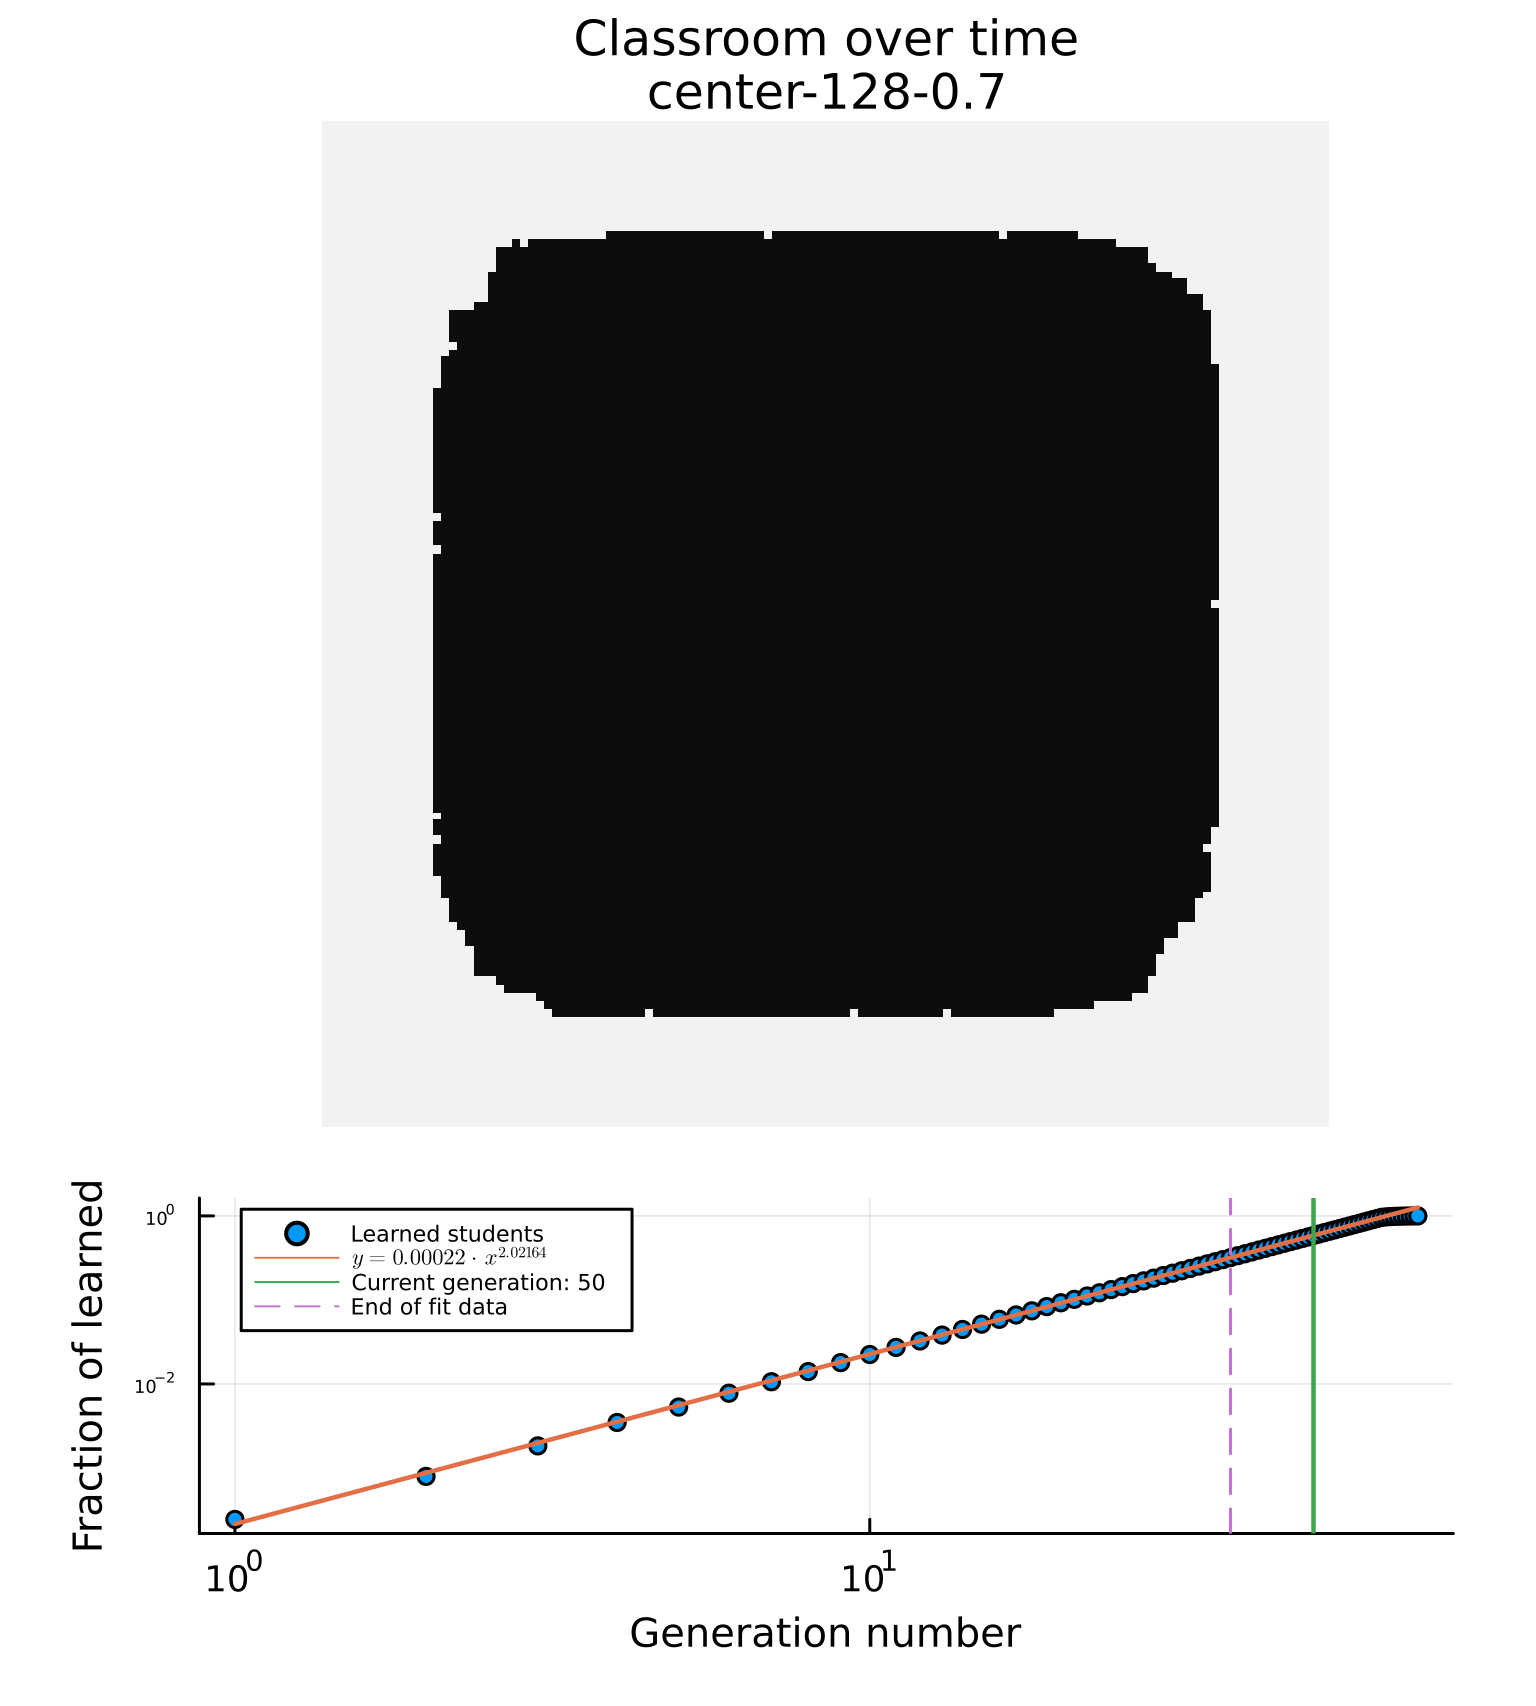 Classroom over time
center-128-0.7
Fraction of learned
10^0
10^-2
Learned students
y = 0.00022 · x^2.02164
Current generation: 50
End of fit data
10^0
10^1
Generation number